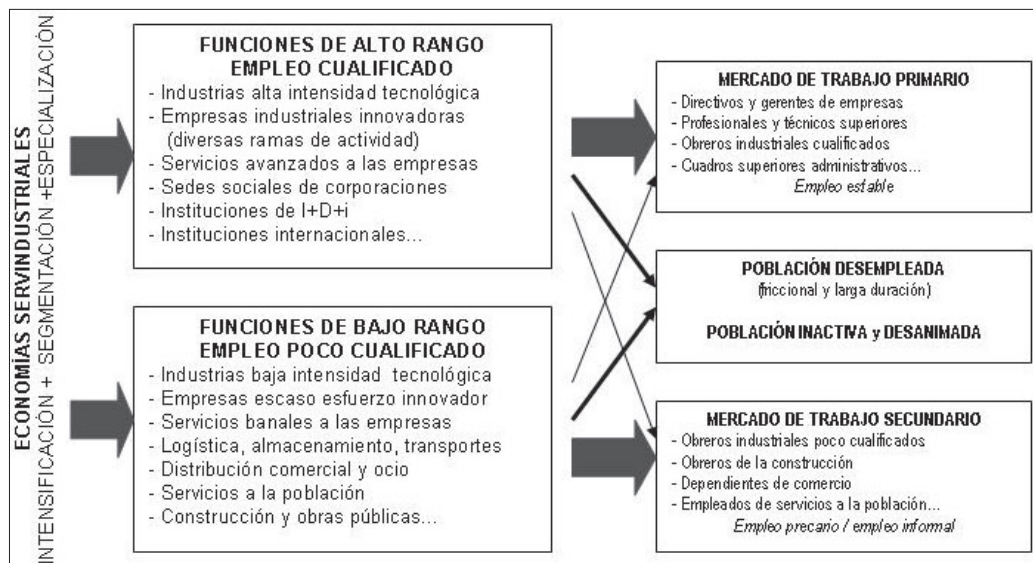 ECONOMÍAS SERVINDUSTRIALES
INTENSIFICACIÓN + SEGMENTACIÓN +ESPECIALIZACIÓN
FUNCIONES DE ALTO RANGO
EMPLEO CUALIFICADO
- Industrias alta intensidad tecnológica
- Empresas industriales innovadoras
(diversas ramas de actividad)
- Servicios avanzados a las empresas
- Sedes sociales de corporaciones
- Instituciones de I+D+i
- Instituciones internacionales...
FUNCIONES DE BAJO RANGO
EMPLEO POCO CUALIFICADO
- Industrias baja intensidad tecnológica
- Empresas escaso esfuerzo innovador
- Servicios banales a las empresas
- Logística, almacenamiento, transportes
- Distribución comercial y ocio
- Servicios a la población
- Construcción y obras públicas...
MERCADO DE TRABAJO PRIMARIO
- Directivos y gerentes de empresas
- Profesionales y técnicos superiores
- Obreros industriales cualificados
- Cuadros superiores administrativos...
Empleo estable
POBLACIÓN DESEMPLEADA
(friccional y larga duración)
POBLACIÓN INACTIVA y DESANIMADA
MERCADO DE TRABAJO SECUNDARIO
- Obreros industriales poco cualificados
- Obreros de la construcción
- Dependientes de comercio
- Empleados de servicios a la población...
Empleo precario / empleo informal